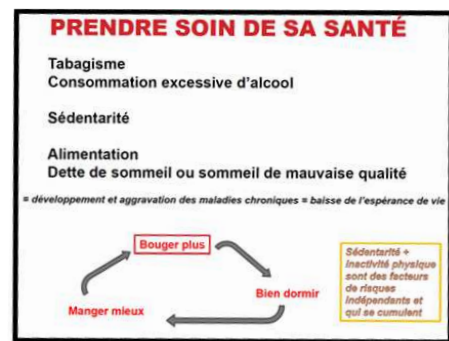 PRENDRE SOIN DE SA SANTÉ
Tabagisme
Consommation excessive d'alcool
Sédentarité
Alimentation
Dette de sommeil ou sommeil de mauvaise qualité
= développement et aggravation des maladies chroniques = baisse de l'espérance de vie
Bouger plus
Bien dormir
Manger mieux
Sédentarité +
inactivité physique
sont des facteurs
de risques
indépendants et
qui se cumulent